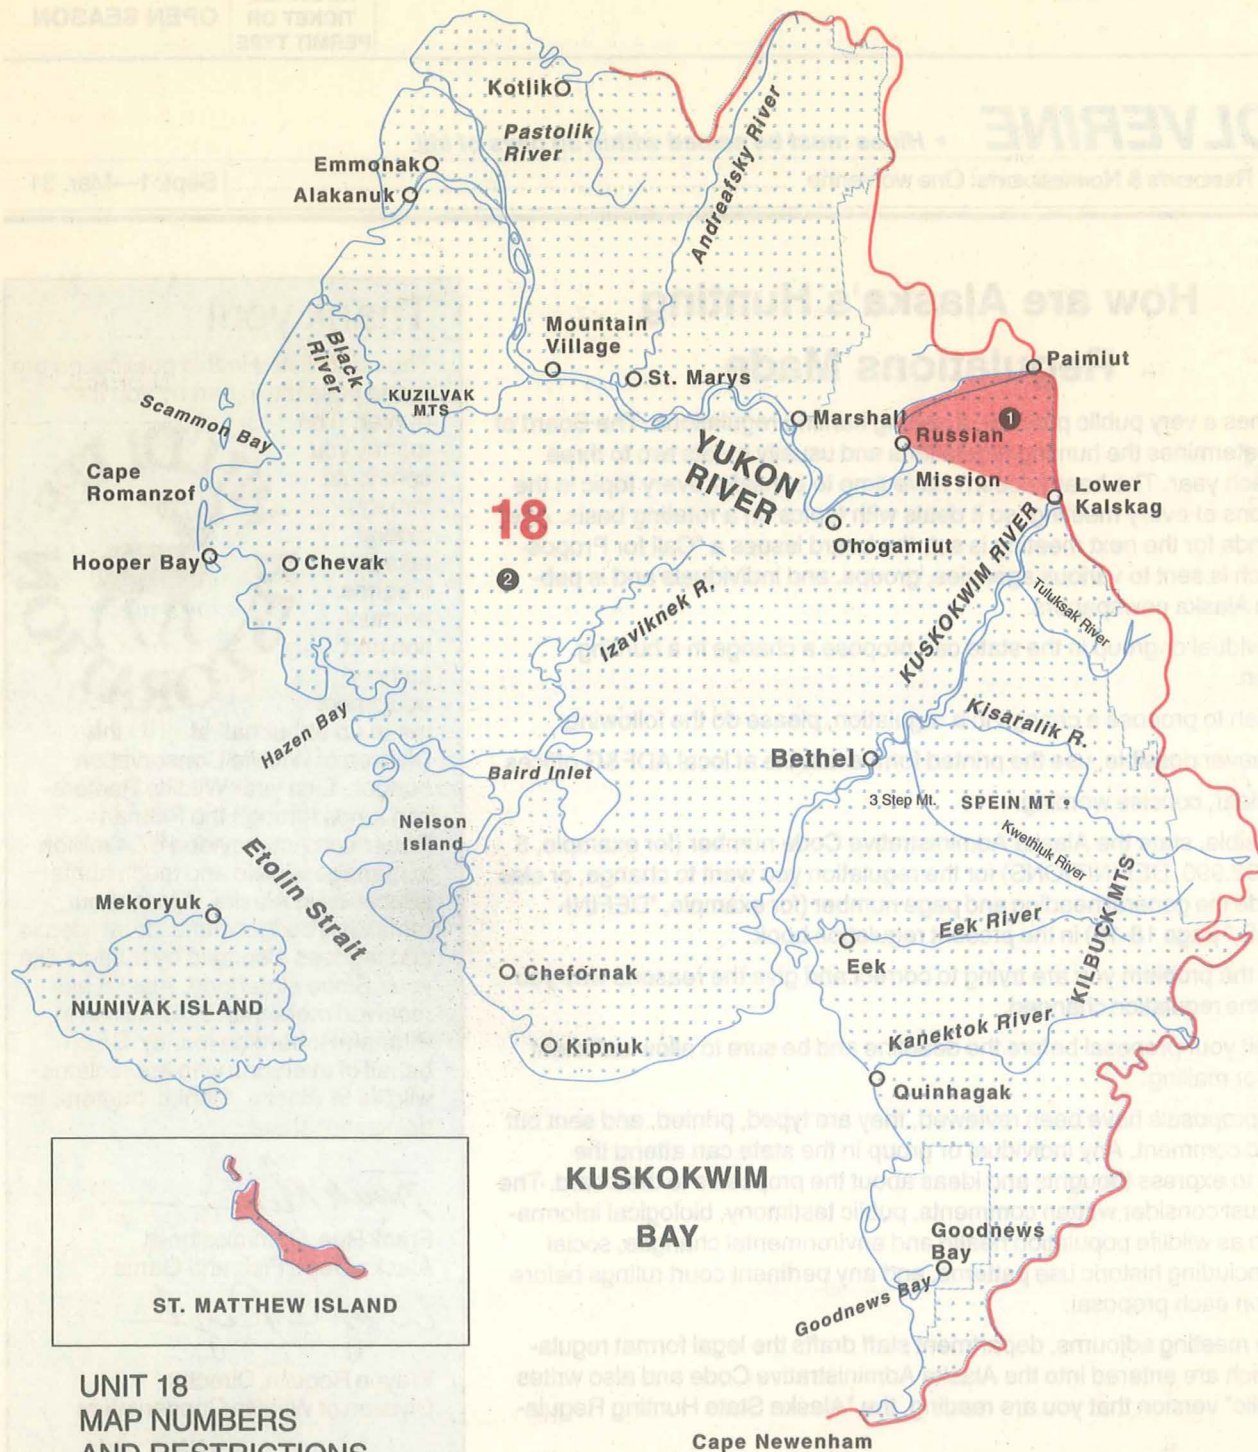 Kotlik
Pastolik
River
Andreafsky River
Emmonak
Alakanuk
Mountain
Village
Black
River
St. Marys
Paimiut
KUZILVAK
MTS
Scammon Bay
Marshall
1
Russian
Mission
YUKON
RIVER
Cape
Romanzof
Lower
Kalskag
18
Ohogamiut
Hooper Bay
Chevak
2
Izaviknek R.
KUSKOKWIM RIVER
Tuluksak River
Hazen Bay
Kisaralik R.
Bethel
Baird Inlet
3 Step Mt.
SPEIN MT
Nelson
Island
Kwethluk River
Etolin Strait
Mekoryuk
Eek River
KILBUCK MTS
Eek
Chefornak
NUNIVAK ISLAND
Kanektok River
Kipnuk
Quinhagak
KUSKOKWIM
BAY
Goodnews
Bay
Goodnews Bay
ST. MATTHEW ISLAND
UNIT 18
MAP NUMBERS
AND RESTRICTIONS
Cape Newenham